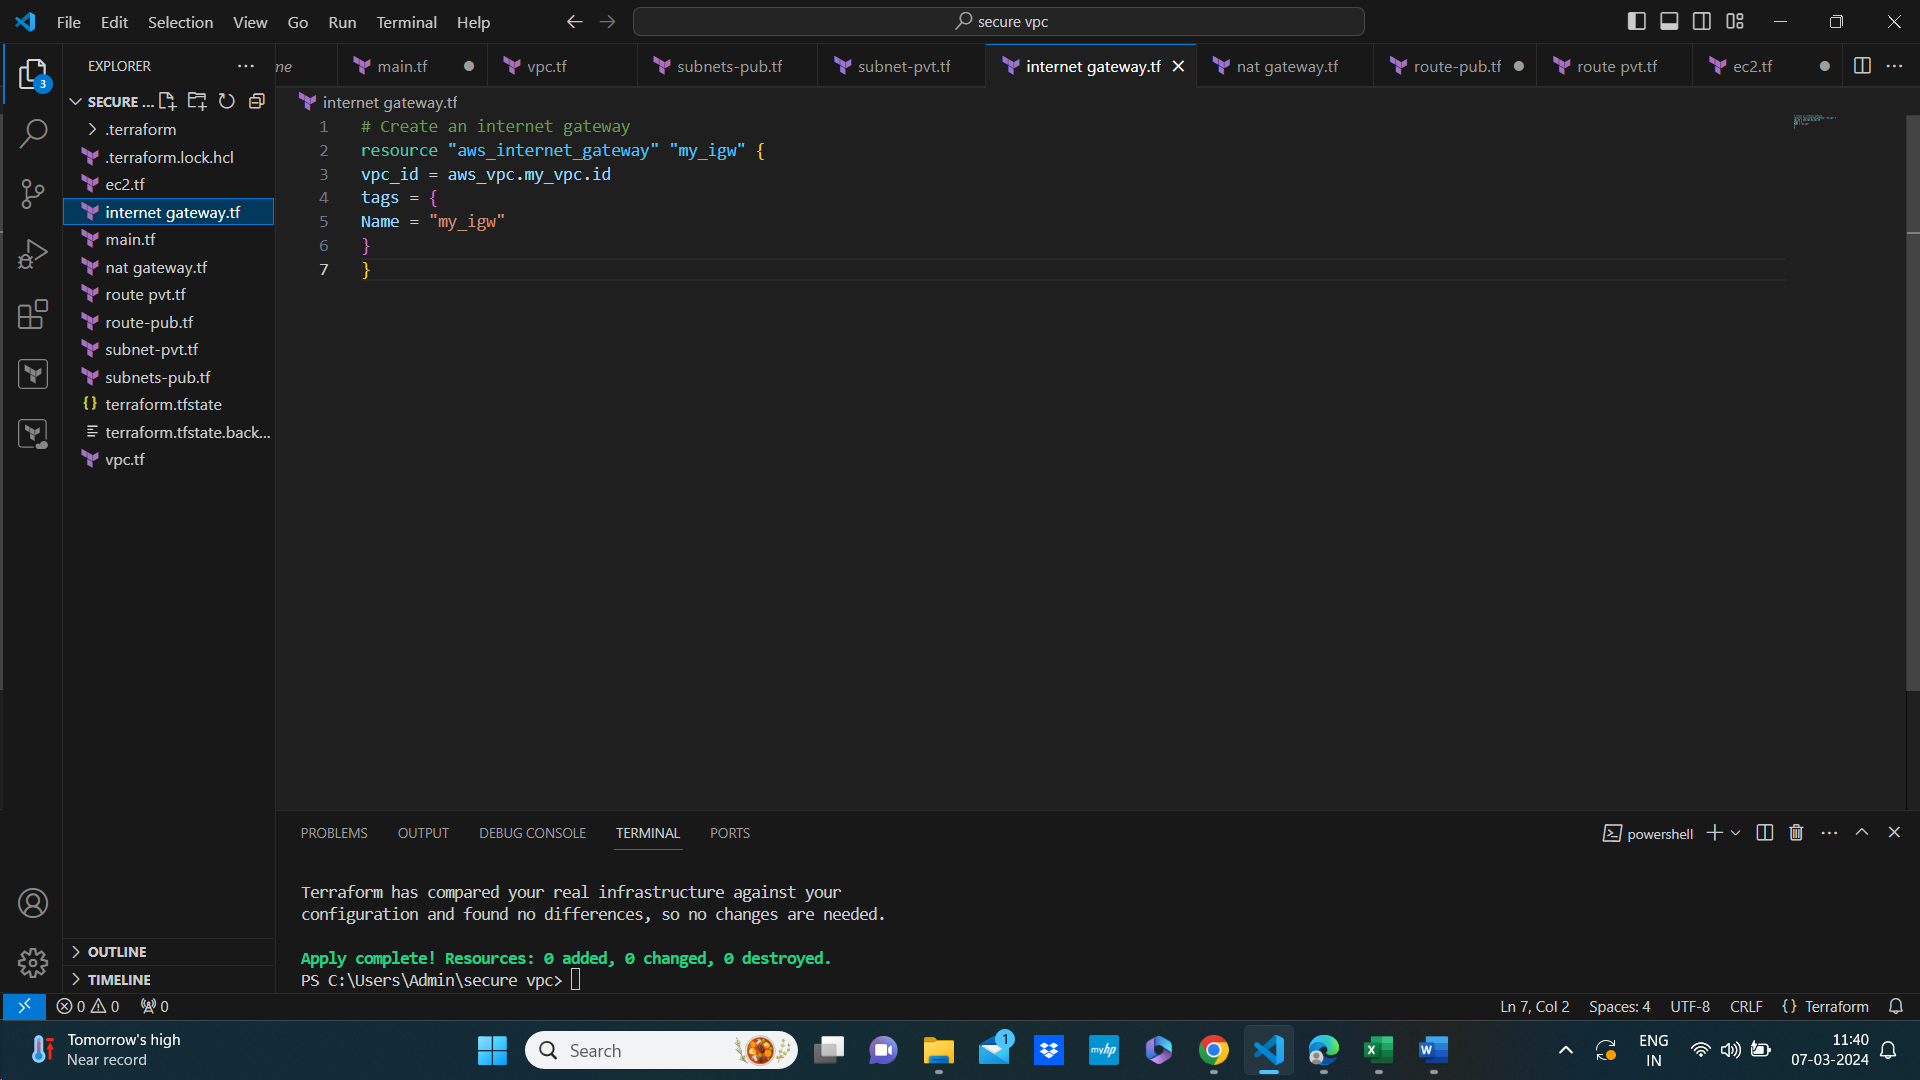 File Edit Selection View Go Run Terminal Help
secure vpc
EXPLORER
me
main.tf
vpc.tf
subnets-pub.tf
subnet-pvt.tf
internet gateway.tf
nat gateway.tf
route-pub.tf
route pvt.tf
ec2.tf
3
SECURE ...
.terraform
.terraform.lock.hcl
ec2.tf
internet gateway.tf
main.tf
nat gateway.tf
route pvt.tf
route-pub.tf
subnet-pvt.tf
subnets-pub.tf
terraform.tfstate
terraform.tfstate.back...
vpc.tf
internet gateway.tf
1 # Create an internet gateway
2 resource "aws_internet_gateway" "my_igw" {
3 vpc_id = aws_vpc.my_vpc.id
4 tags = {
5 Name = "my_igw"
6 }
7 }
PROBLEMS OUTPUT DEBUG CONSOLE TERMINAL PORTS
powershell
Terraform has compared your real infrastructure against your
configuration and found no differences, so no changes are needed.
Apply complete! Resources: 0 added, 0 changed, 0 destroyed.
PS C:\Users\Admin\secure vpc>
OUTLINE
TIMELINE
0 0 0
Ln 7, Col 2 Spaces: 4 UTF-8 CRLF {} Terraform
Tomorrow's high
Near record
Search
1
myhp
ENG
IN
11:40
07-03-2024